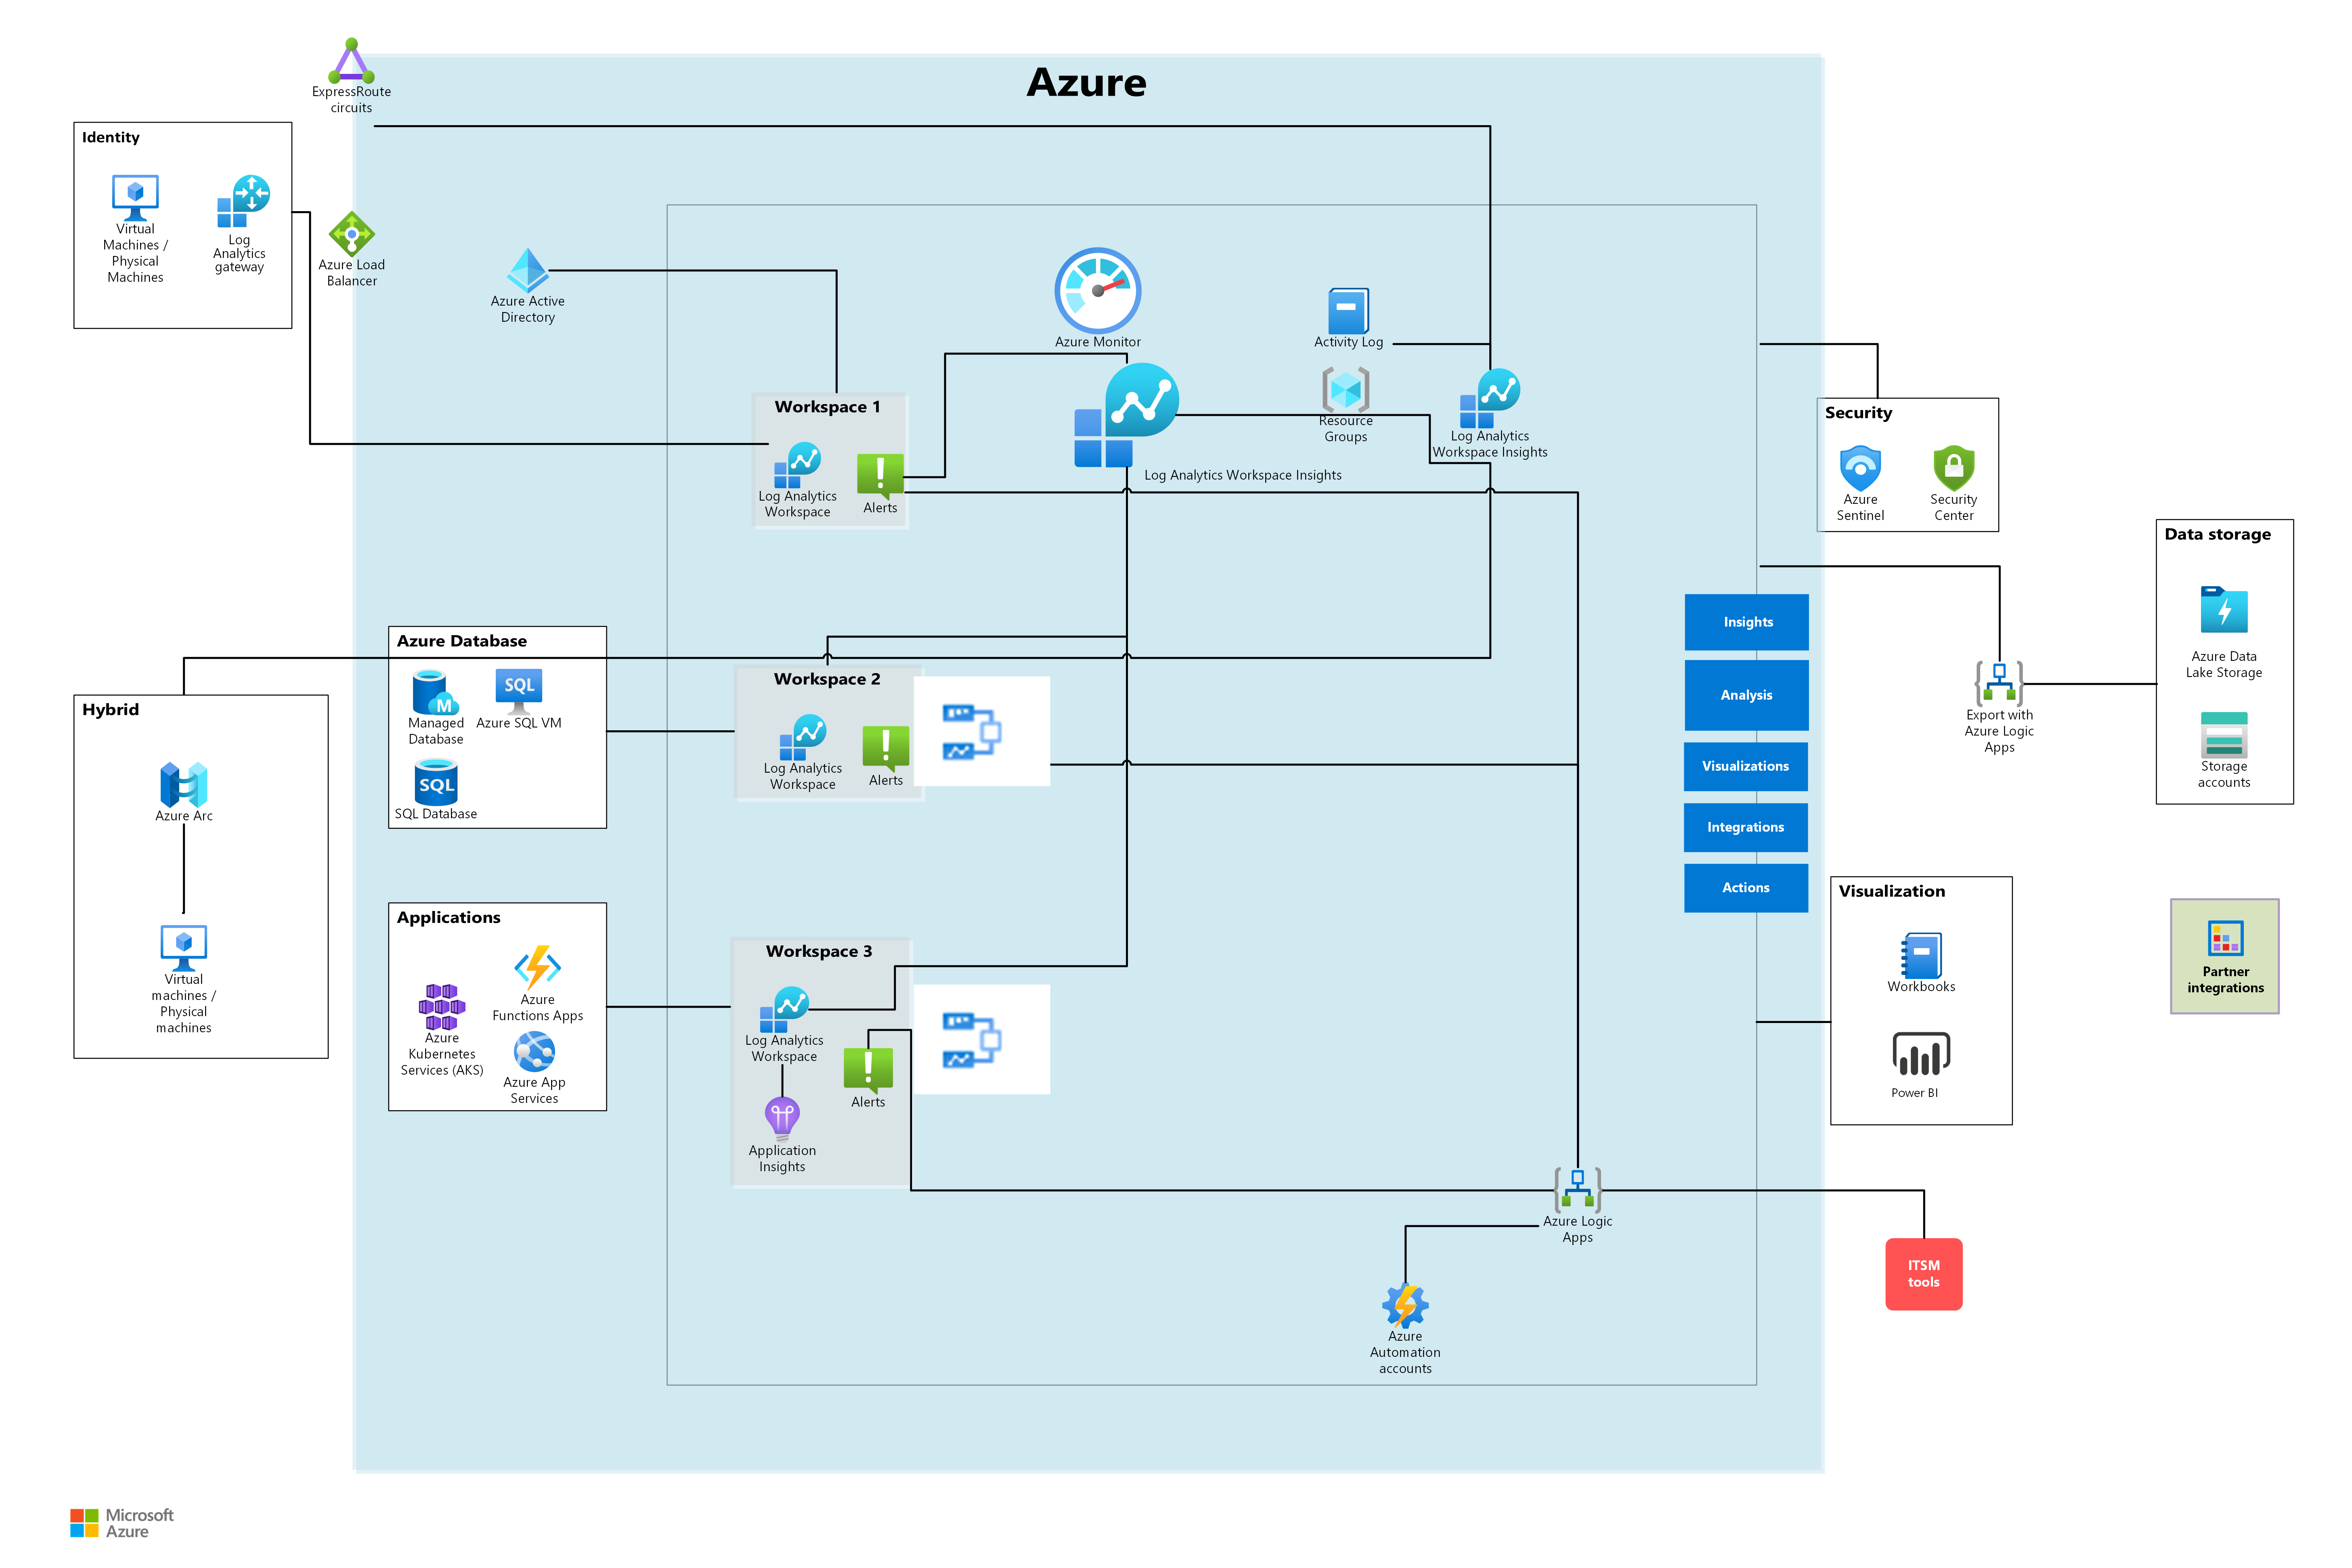 Azure
ExpressRoute
circuits
Identity
Virtual
Machines /
Physical
Machines
Log
Analytics
gateway
Azure Load
Balancer
Azure Active
Directory
Azure Monitor
Activity Log
Resource
Groups
Log Analytics
Workspace Insights
Log Analytics Workspace Insights
Workspace 1
Log Analytics
Workspace
Alerts
Security
Azure
Sentinel
Security
Center
Data storage
Azure Data
Lake Storage
Storage
accounts
Export with
Azure Logic
Apps
Insights
Analysis
Visualizations
Integrations
Actions
Azure Database
Managed
Database
SQL
Azure SQL VM
SQL
SQL Database
M
Workspace 2
Log Analytics
Workspace
Alerts
Hybrid
Azure Arc
Virtual
machines /
Physical
machines
Applications
Azure
Functions Apps
Azure
Kubernetes
Services (AKS)
Azure App
Services
Workspace 3
Log Analytics
Workspace
Alerts
Application
Insights
Visualization
Workbooks
Power BI
Partner
integrations
Azure Logic
Apps
ITSM
tools
Azure
Automation
accounts
Microsoft
Azure